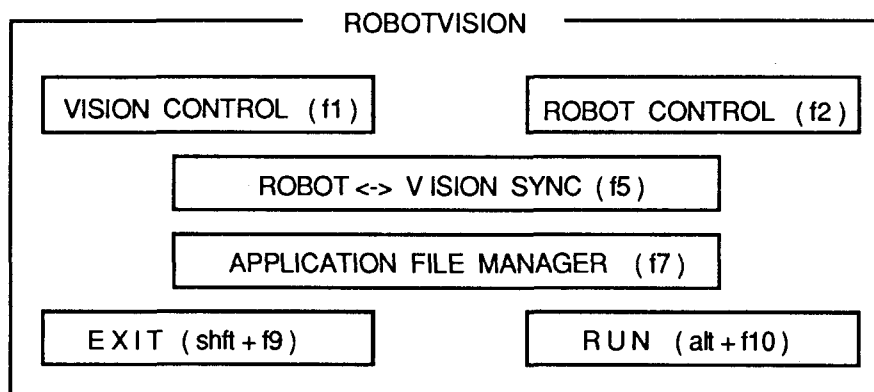 ROBOTVISION
VISION CONTROL (f1)
ROBOT CONTROL (f2)
ROBOT <-> VISION SYNC (f5)
APPLICATION FILE MANAGER (f7)
EXIT (shft + f9)
RUN (alt + f10)